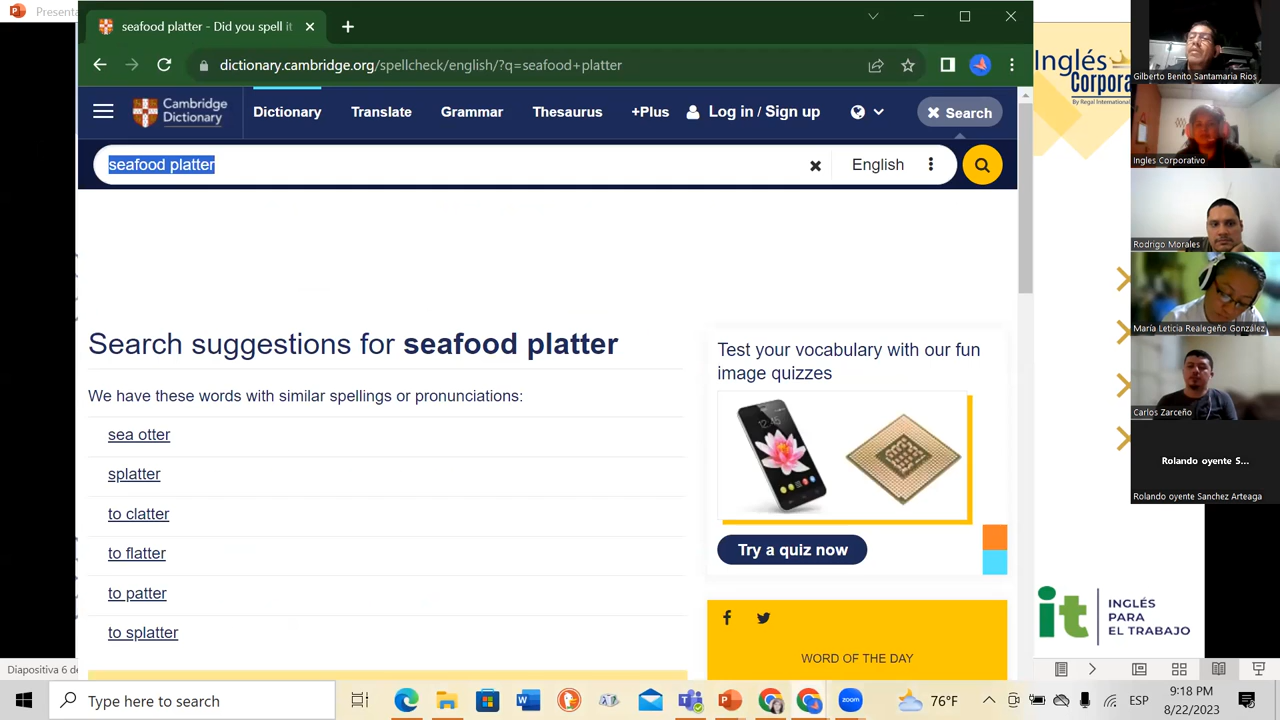 Presenta
seafood platter - Did you spell it
dictionary.cambridge.org/spellcheck/english/?q=seafood+platter
Cambridge
Dictionary
Dictionary
Translate
Grammar
Thesaurus
+Plus
Log in / Sign up
Search
seafood platter
English
Search suggestions for seafood platter
We have these words with similar spellings or pronunciations:
sea otter
splatter
to clatter
to flatter
to patter
to splatter
Test your vocabulary with our fun
image quizzes
Try a quiz now
WORD OF THE DAY
Inglés
Corpora
By Regal International
Gilberto Benito Santamaria Rios
Ingles Corporativo
Rodrigo Morales
María Leticia Realegeño González
Carlos Zarceño
Rolando oyente S...
Rolando oyente Sanchez Arteaga
it
INGLÉS
PARA
EL TRABAJO
Diapositiva 6 de
Type here to search
76°F
ESP
9:18 PM
8/22/2023